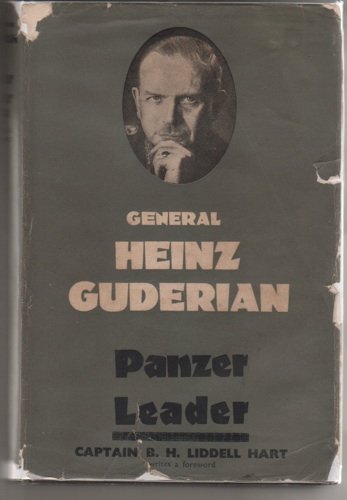 GENERAL
HEINZ
GUDERIAN
Panzer
Leader
CAPTAIN B. H. LIDDELL HART
writes a foreword